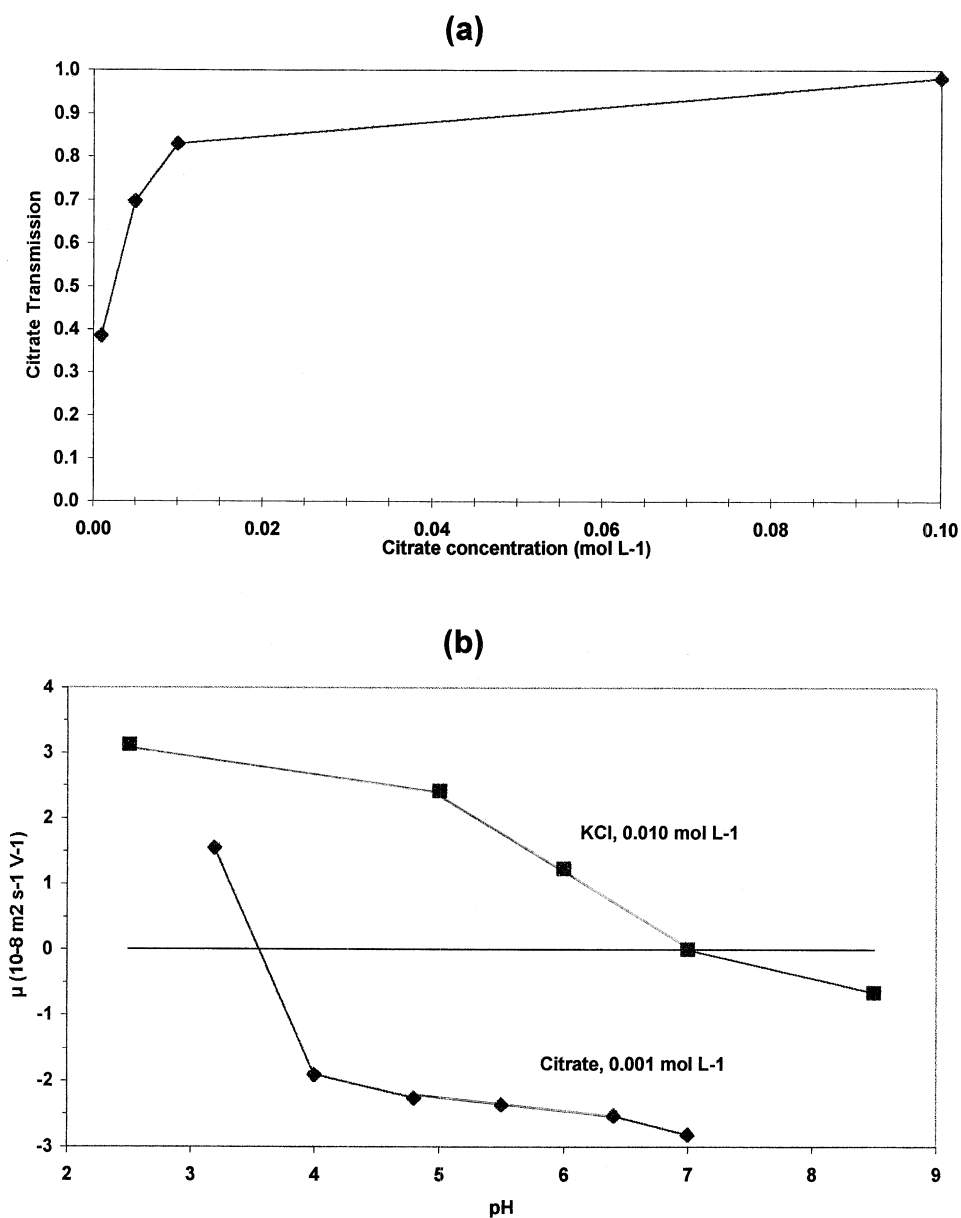 (a)
1.0
0.9
0.8
0.7
0.6
0.5
0.4
0.3
0.2
0.1
0.0
Citrate Transmission
0.00 0.02 0.04 0.06 0.08 0.10
Citrate concentration (mol L-1)
(b)
4
3
2
1
0
-1
-2
-3
µ (10-8 m2 s-1 V-1)
KCl, 0.010 mol L-1
Citrate, 0.001 mol L-1
2 3 4 5 6 7 8 9
pH